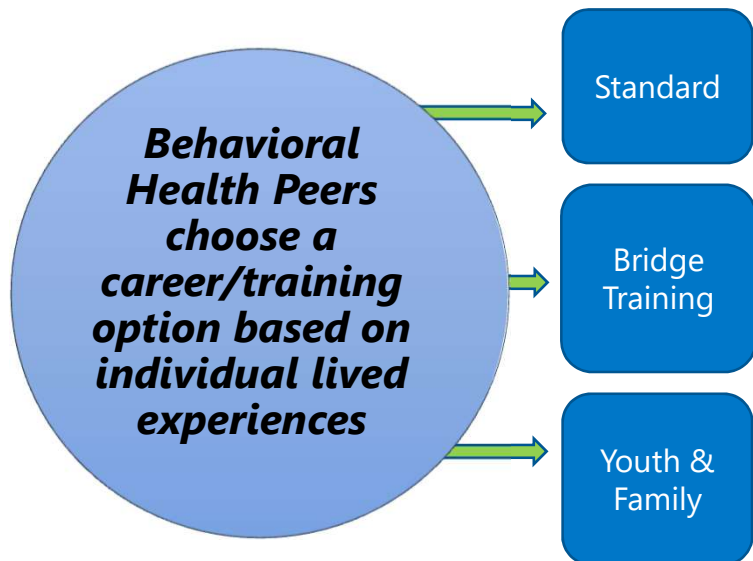 Behavioral
Health Peers
choose a
career/training
option based on
individual lived
experiences
Standard
Bridge
Training
Youth &
Family